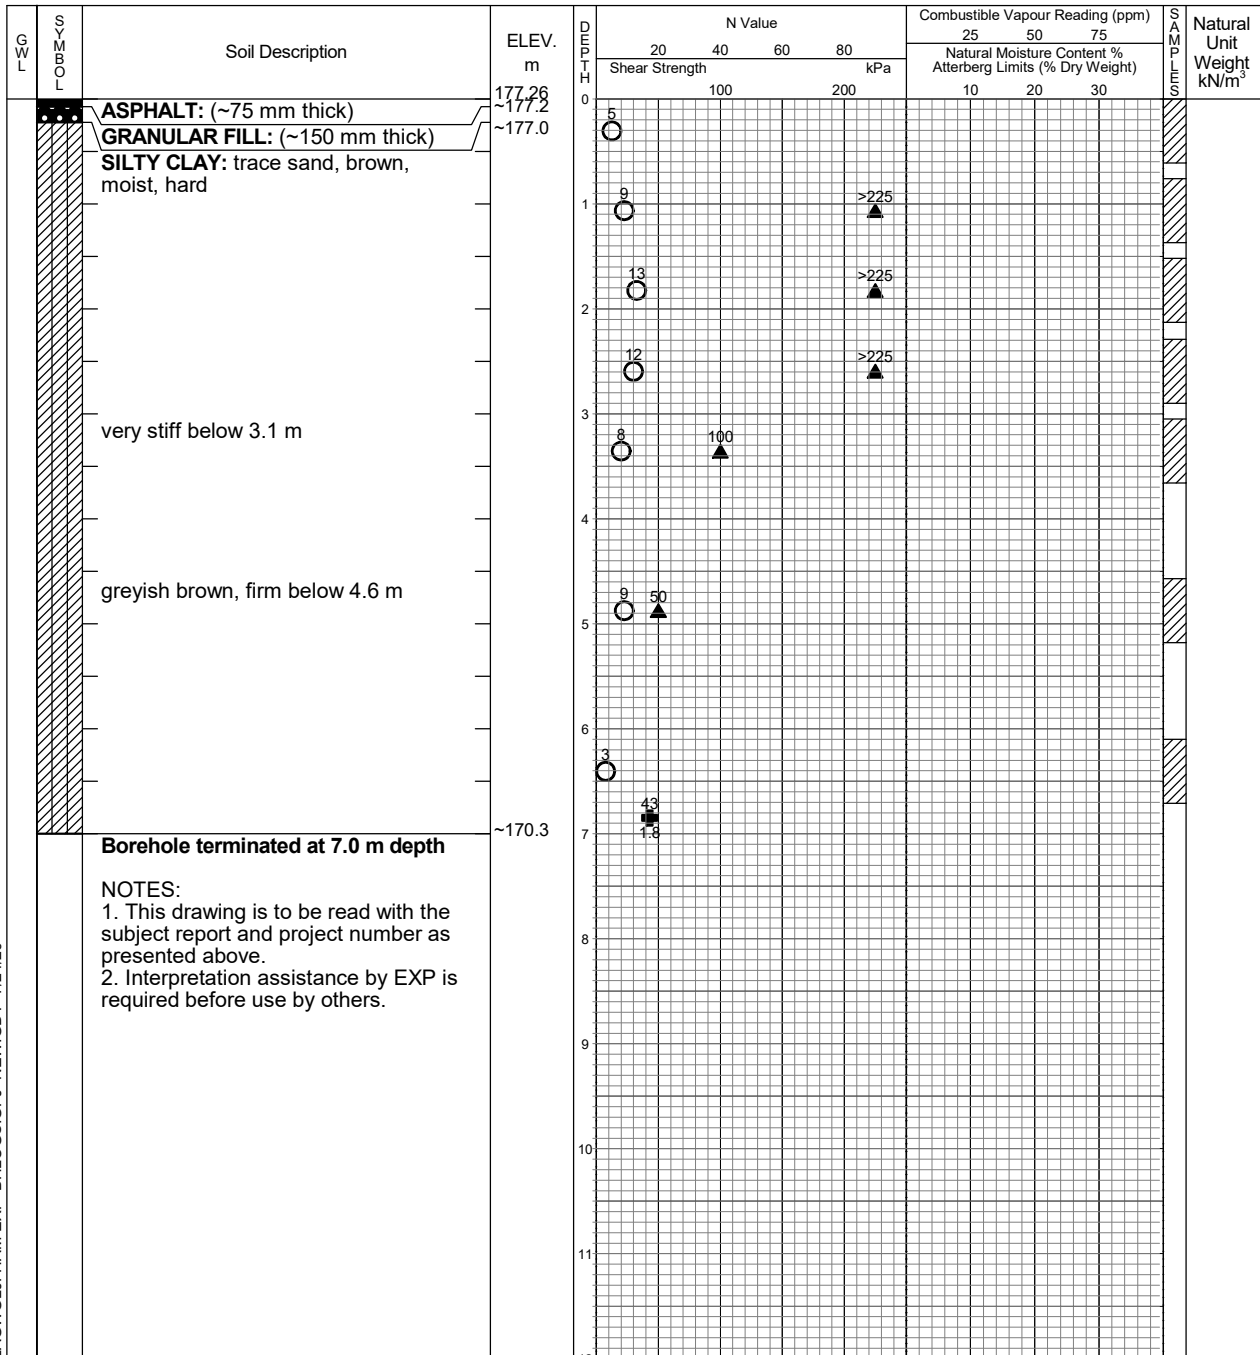 GWL
SYMBOL
Soil Description
ELEV.
m
DEPTH
N Value
20 40 60 80
Shear Strength kPa
100 200
Combustible Vapour Reading (ppm)
25 50 75
Natural Moisture Content %
Atterberg Limits (% Dry Weight)
10 20 30
SAMPLES
Natural
Unit
Weight
kN/m³
177.26
0
ASPHALT: (~75 mm thick)
~177.2
GRANULAR FILL: (~150 mm thick)
~177.0
5
SILTY CLAY: trace sand, brown,
moist, hard
1
9
>225
13
>225
2
12
>225
3
very stiff below 3.1 m
8
100
4
greyish brown, firm below 4.6 m
9
50
5
6
3
43
1.8
7
~170.3
Borehole terminated at 7.0 m depth
NOTES:
1. This drawing is to be read with the
subject report and project number as
presented above.
2. Interpretation assistance by EXP is
required before use by others.
8
9
10
11